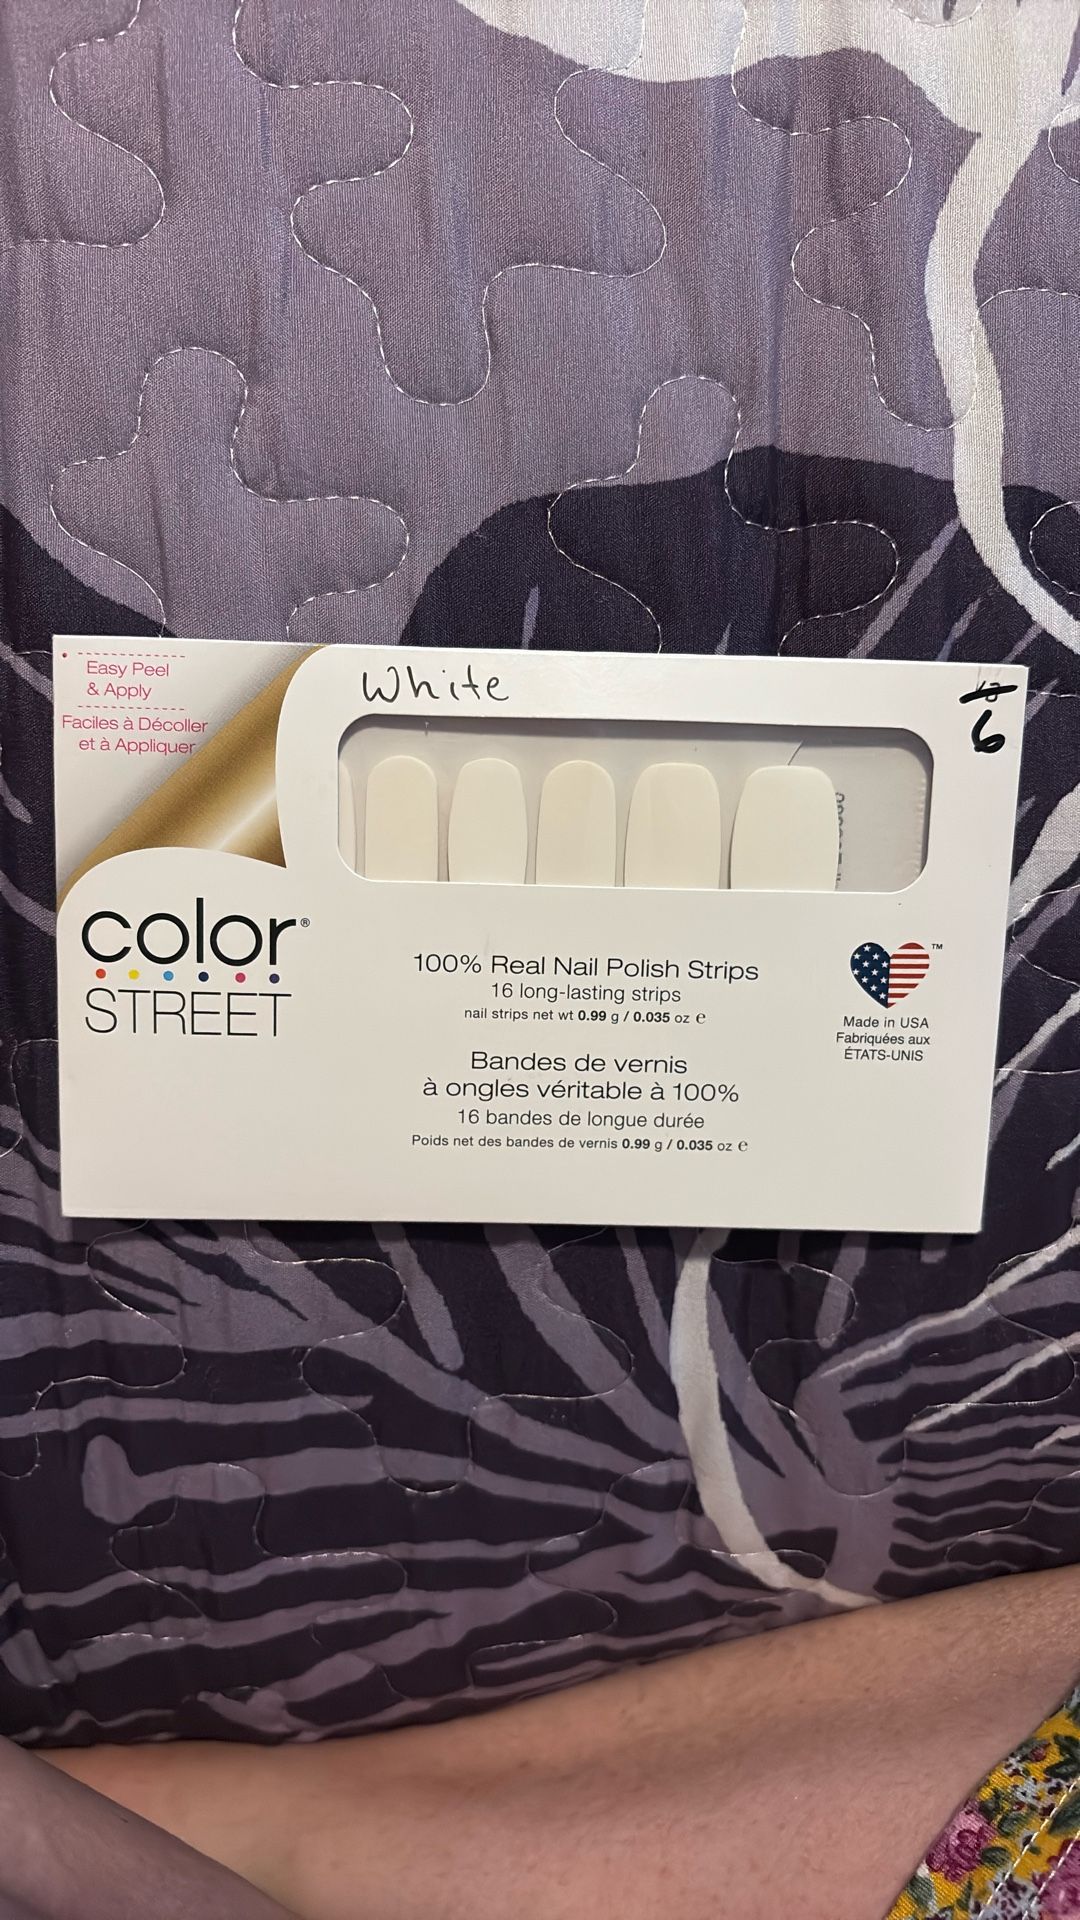 Easy Peel
& Apply
Faciles à Décoller
et à Appliquer
White
6
color®
STREET
100% Real Nail Polish Strips
16 long-lasting strips
nail strips net wt 0.99 g / 0.035 oz e
Bandes de vernis
à ongles véritable à 100%
16 bandes de longue durée
Poids net des bandes de vernis 0.99 g / 0.035 oz e
TM
Made in USA
Fabriquées aux
ÉTATS-UNIS